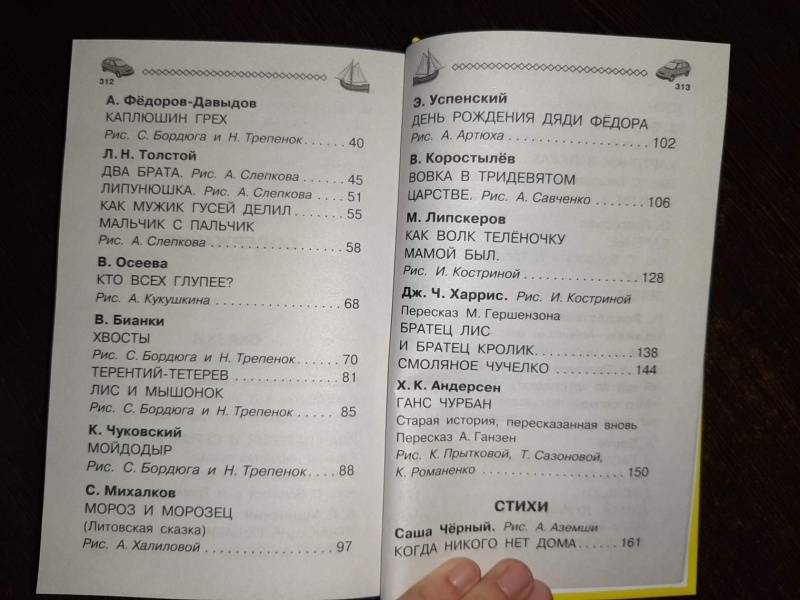 312
А. Фёдоров-Давыдов
КАПЛЮШИН ГРЕХ
Рис. С. Бордюга и Н. Трепенок .......... 40
Л. Н. Толстой
ДВА БРАТА. Рис. А. Слепкова ........ 45
ЛИПУНЮШКА. Рис. А. Слепкова .... 51
КАК МУЖИК ГУСЕЙ ДЕЛИЛ ....... 55
МАЛЬЧИК С ПАЛЬЧИК
Рис. А. Слепкова .................... 58
В. Осеева
КТО ВСЕХ ГЛУПЕЕ?
Рис. А. Кукушкина ................... 68
В. Бианки
ХВОСТЫ
Рис. С. Бордюга и Н. Трепенок ..... 70
ТЕРЕНТИЙ-ТЕТЕРЕВ ................ 81
ЛИС И МЫШОНОК
Рис. С. Бордюга и Н. Трепенок ..... 85
К. Чуковский
МОЙДОДЫР
Рис. С. Бордюга и Н. Трепенок ..... 88
С. Михалков
МОРОЗ И МОРОЗЕЦ
(Литовская сказка)
Рис. А. Халиловой ................... 97
313
Э. Успенский
ДЕНЬ РОЖДЕНИЯ ДЯДИ ФЁДОРА
Рис. А. Артюха ..................... 102
В. Коростылёв
ВОВКА В ТРИДЕВЯТОМ
ЦАРСТВЕ. Рис. А. Савченко ........ 106
М. Липскеров
КАК ВОЛК ТЕЛЁНОЧКУ
МАМОЙ БЫЛ.
Рис. И. Костриной ................. 128
Дж. Ч. Харрис. Рис. И. Костриной
Пересказ М. Гершензона
БРАТЕЦ ЛИС
И БРАТЕЦ КРОЛИК .............. 138
СМОЛЯНОЕ ЧУЧЕЛКО ............ 144
Х. К. Андерсен
ГАНС ЧУРБАН
Старая история, пересказанная вновь
Пересказ А. Ганзен
Рис. К. Прытковой, Т. Сазоновой,
К. Романенко ..................... 150
СТИХИ
Саша Чёрный. Рис. А. Аземши
КОГДА НИКОГО НЕТ ДОМА ...... 161